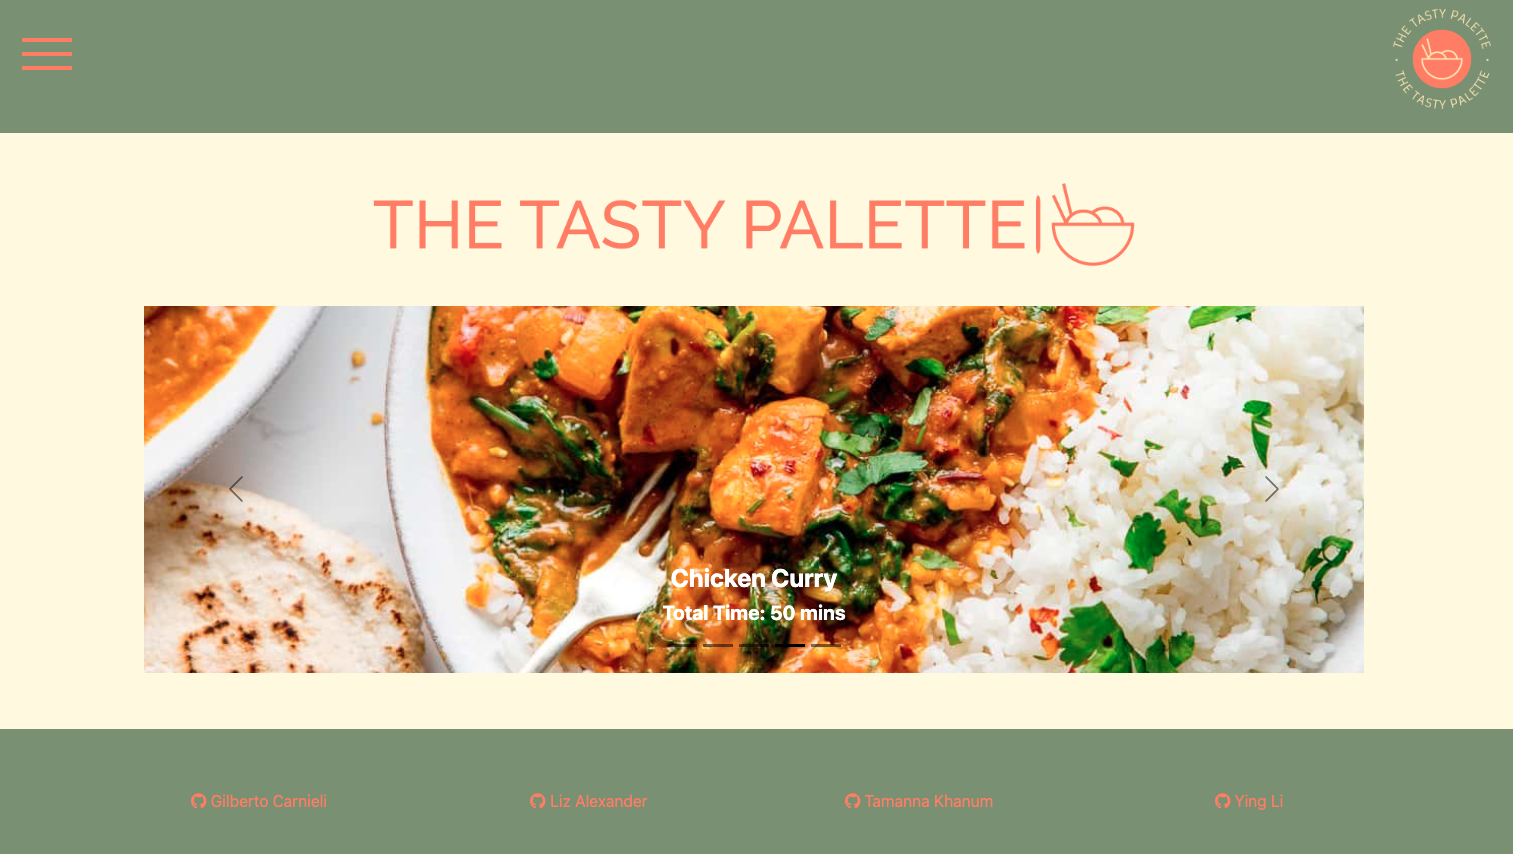 THE TASTY PALETTE
THE TASTY PALETTE
THE TASTY PALETTE
Chicken Curry
Total Time: 50 mins
Gilberto Carnieli
Liz Alexander
Tamanna Khanum
Ying Li